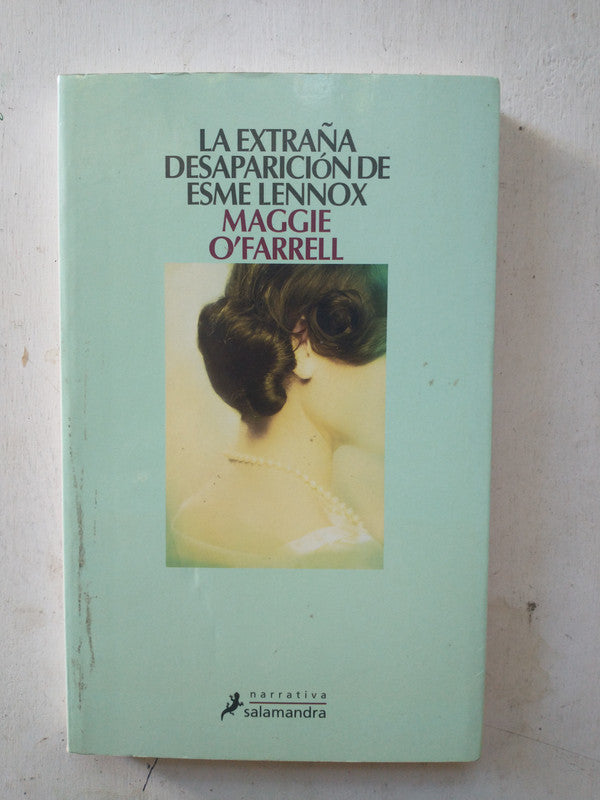 LA EXTRAÑA
DESAPARICIÓN DE
ESME LENNOX
MAGGIE
O'FARRELL
narrativa
salamandra